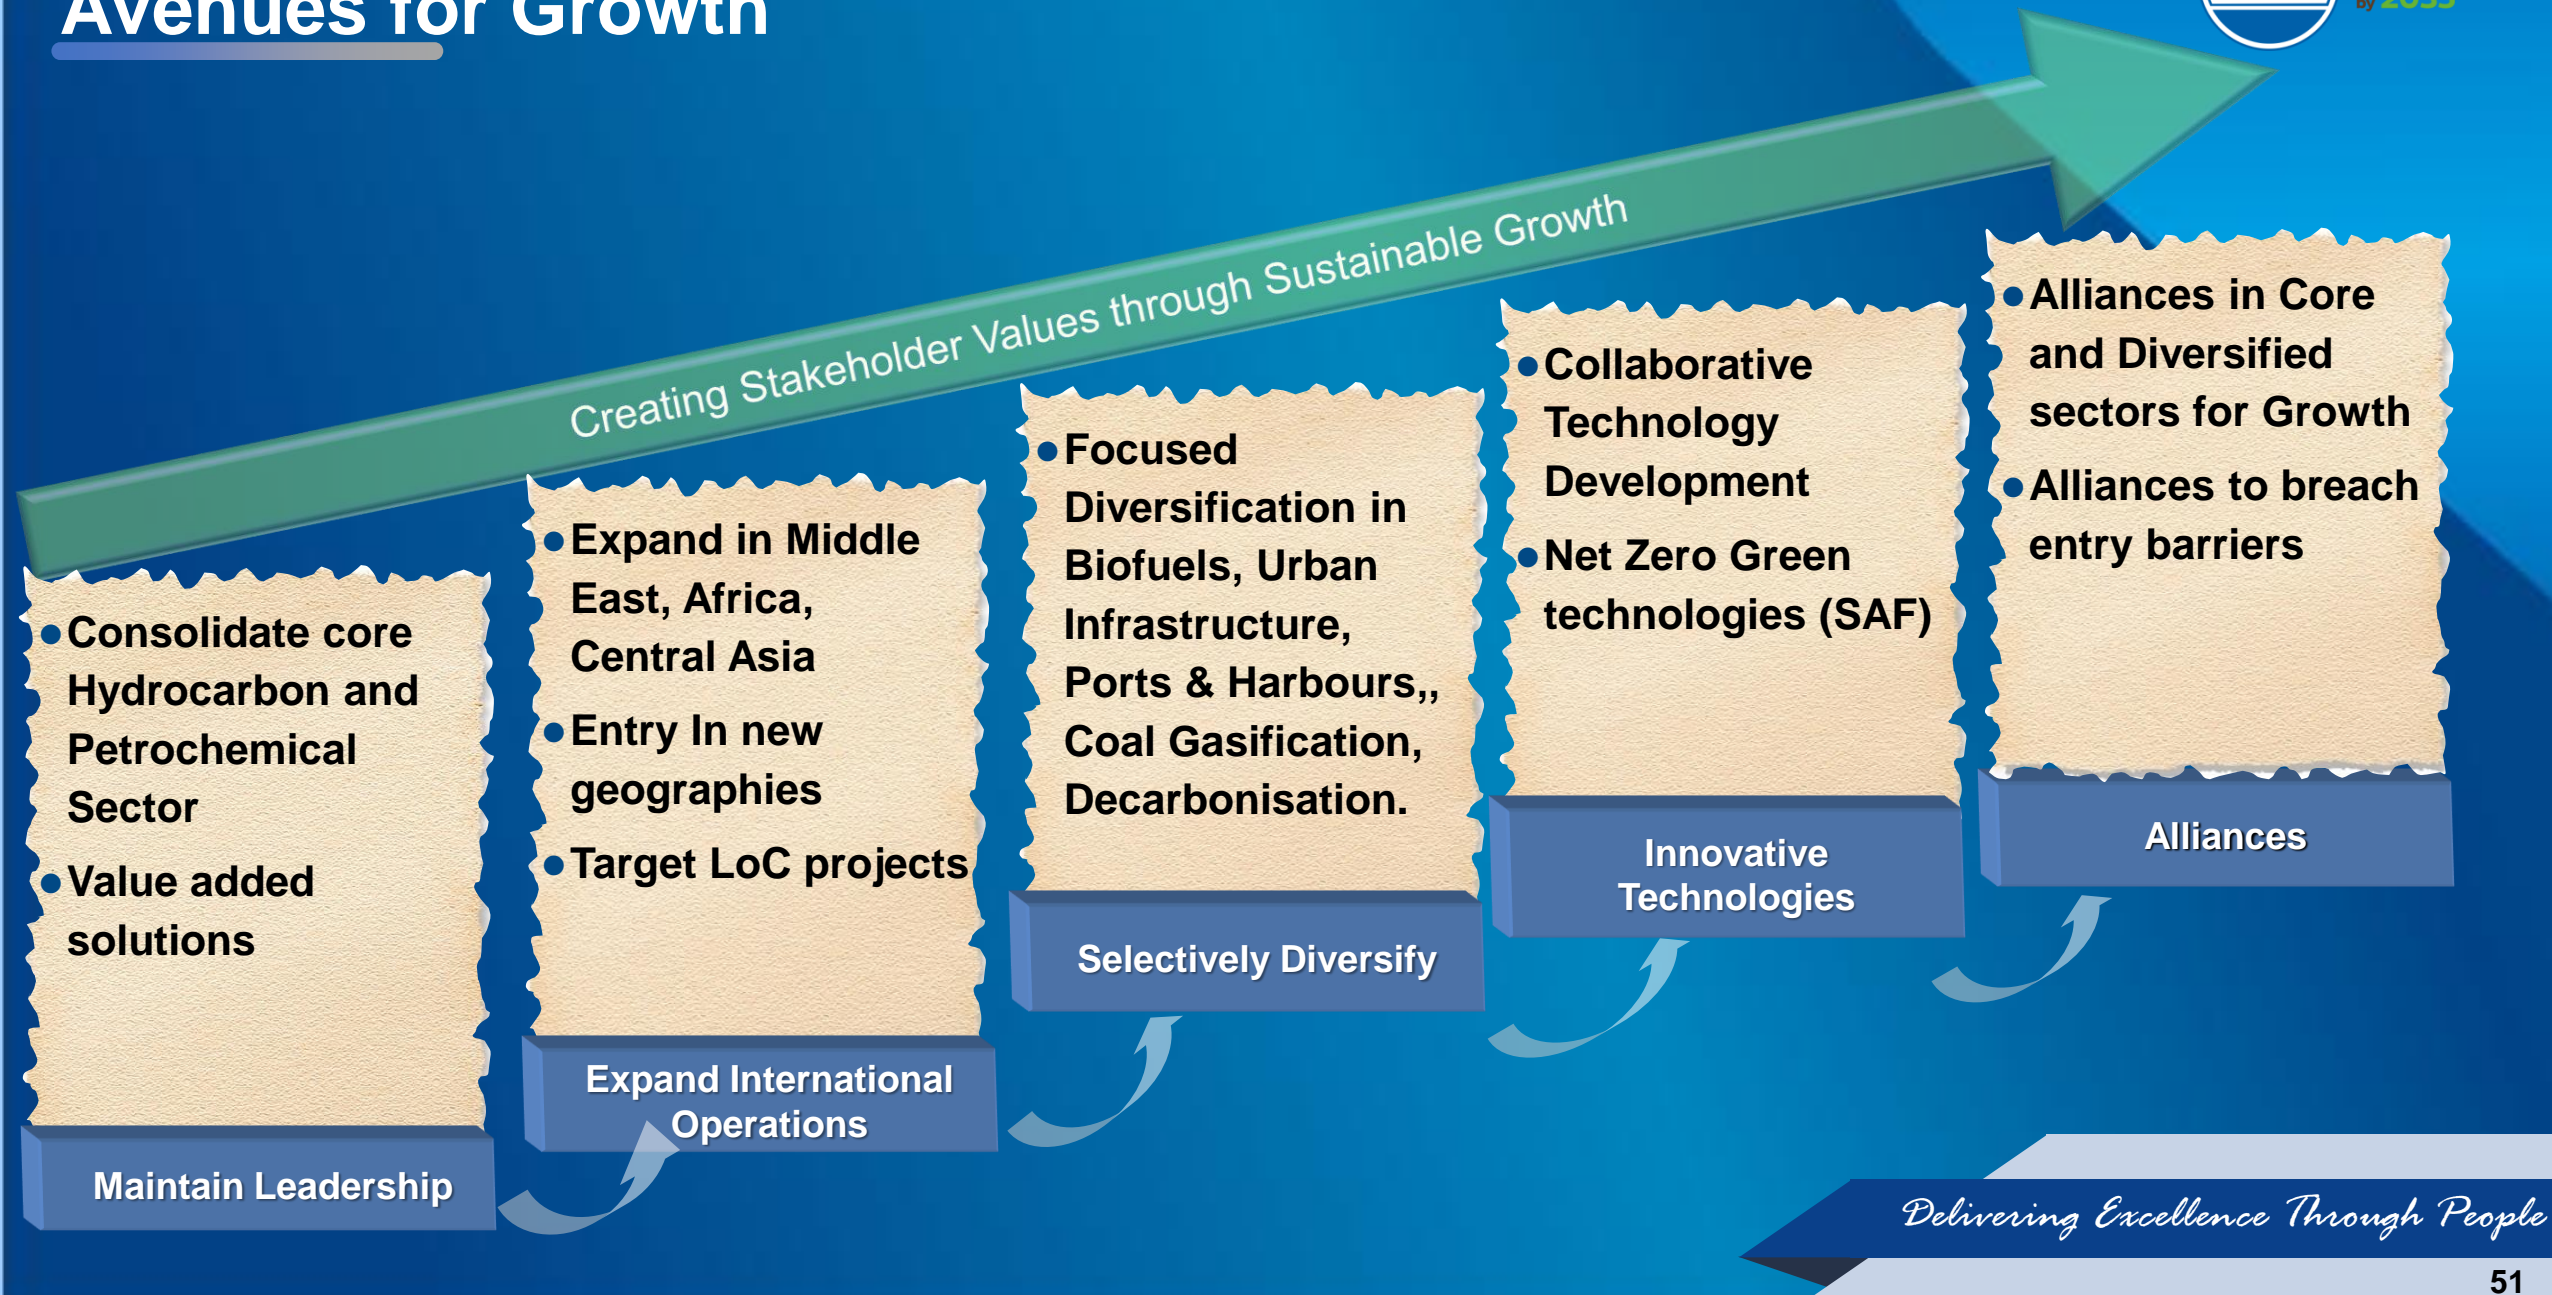 Avenues for Growth
By 2035
Creating Stakeholder Values through Sustainable Growth
●Consolidate core
Hydrocarbon and
Petrochemical
Sector
●Value added
solutions
Maintain Leadership
●Expand in Middle
East, Africa,
Central Asia
●Entry In new
geographies
●Target LoC projects
Expand International
Operations
●Focused
Diversification in
Biofuels, Urban
Infrastructure,
Ports & Harbours,,
Coal Gasification,
Decarbonisation.
Selectively Diversify
●Collaborative
Technology
Development
●Net Zero Green
technologies (SAF)
Innovative
Technologies
●Alliances in Core
and Diversified
sectors for Growth
●Alliances to breach
entry barriers
Alliances
Delivering Excellence Through People
51